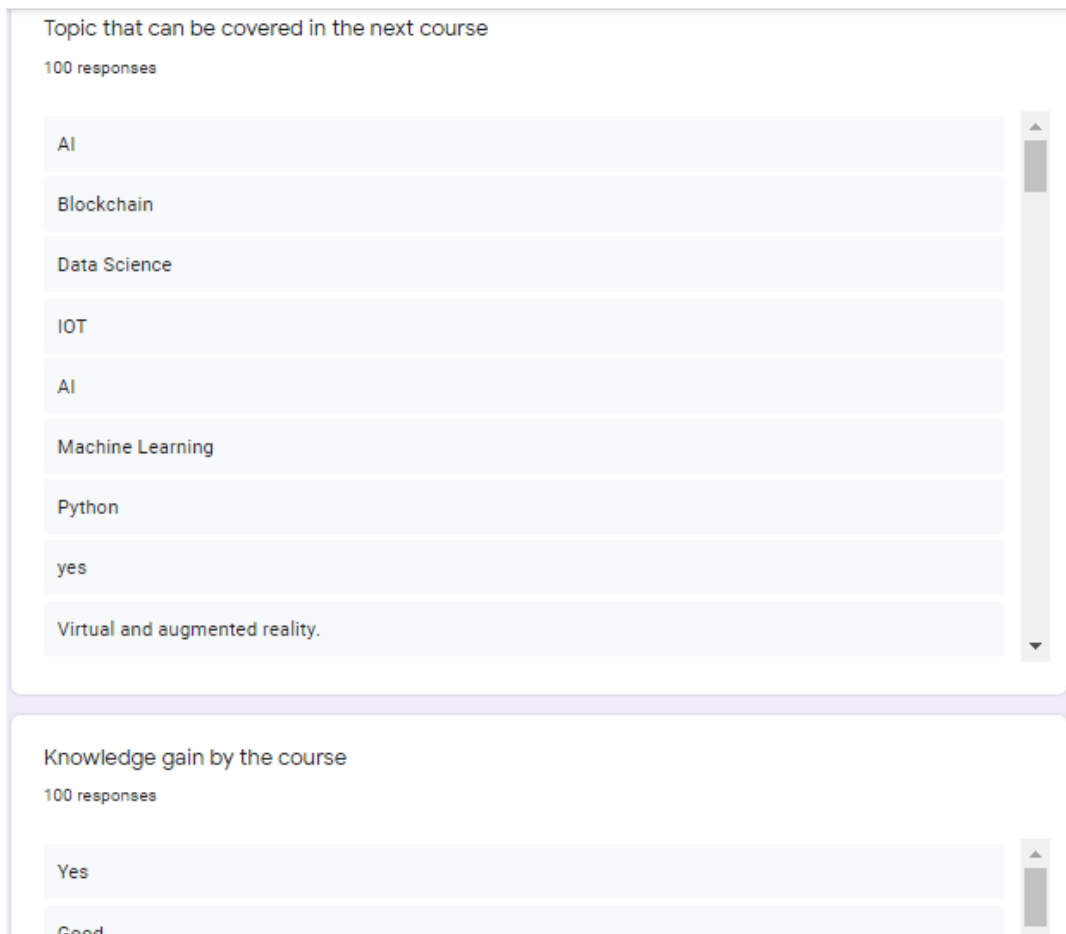 Topic that can be covered in the next course
100 responses
AI
Blockchain
Data Science
IOT
AI
Machine Learning
Python
yes
Virtual and augmented reality.
Knowledge gain by the course
100 responses
Yes
Good